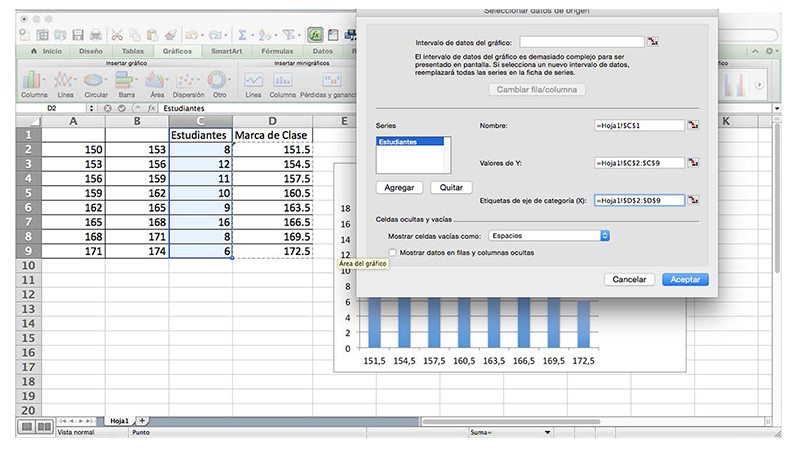 Seleccionar datos de origen
Inicio Diseño Tablas Gráficos SmartArt Fórmulas Datos
Insertar gráfico Insertar minigráficos
Columna Línea Circular Barra Área Dispersión Otro Línea Columna Pérdidas y gananci
D2 fx Estudiantes
A B C D E K
1 Estudiantes Marca de Clase
2 150 153 8 151.5
3 153 156 12 154.5
4 156 159 11 157.5
5 159 162 10 160.5
6 162 165 9 163.5
7 165 168 16 166.5
8 168 171 8 169.5
9 171 174 6 172.5
10
11
12
13
14
15
16
17
18
19
20
Intervalo de datos del gráfico:
El intervalo de datos del gráfico es demasiado complejo para ser
presentado en pantalla. Si selecciona un nuevo intervalo de datos,
reemplazará todas las series en la ficha de series.
Cambiar fila/columna
Series
Estudiantes
Agregar Quitar
Nombre: =Hoja1!$C$1
Valores de Y: =Hoja1!$C$2:$C$9
Etiquetas de eje de categoría (X): =Hoja1!$D$2:$D$9
Celdas ocultas y vacías
Mostrar celdas vacías como: Espacios
Mostrar datos en filas y columnas ocultas
Cancelar Aceptar
Área del gráfico
18
16
14
12
10
8
6
4
2
0
151,5 154,5 157,5 160,5 163,5 166,5 169,5 172,5
Hoja1
Vista normal Punto Suma=